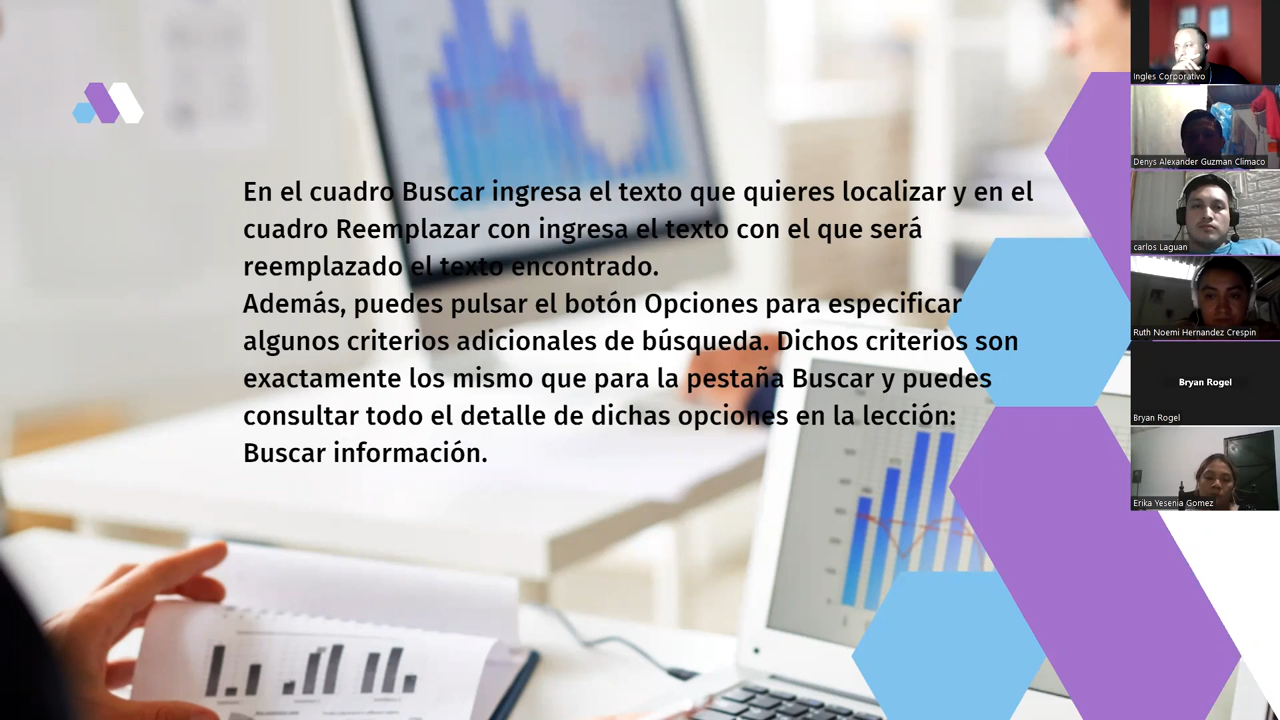 En el cuadro Buscar ingresa el texto que quieres localizar y en el
cuadro Reemplazar con ingresa el texto con el que será
reemplazado el texto encontrado.
Además, puedes pulsar el botón Opciones para especificar
algunos criterios adicionales de búsqueda. Dichos criterios son
exactamente los mismo que para la pestaña Buscar y puedes
consultar todo el detalle de dichas opciones en la lección:
Buscar información.
Ingles Corporativo
Denys Alexander Guzman Climaco
carlos Laguan
Ruth Noemi Hernandez Crespin
Bryan Rogel
Bryan Rogel
Erika Yesenia Gomez